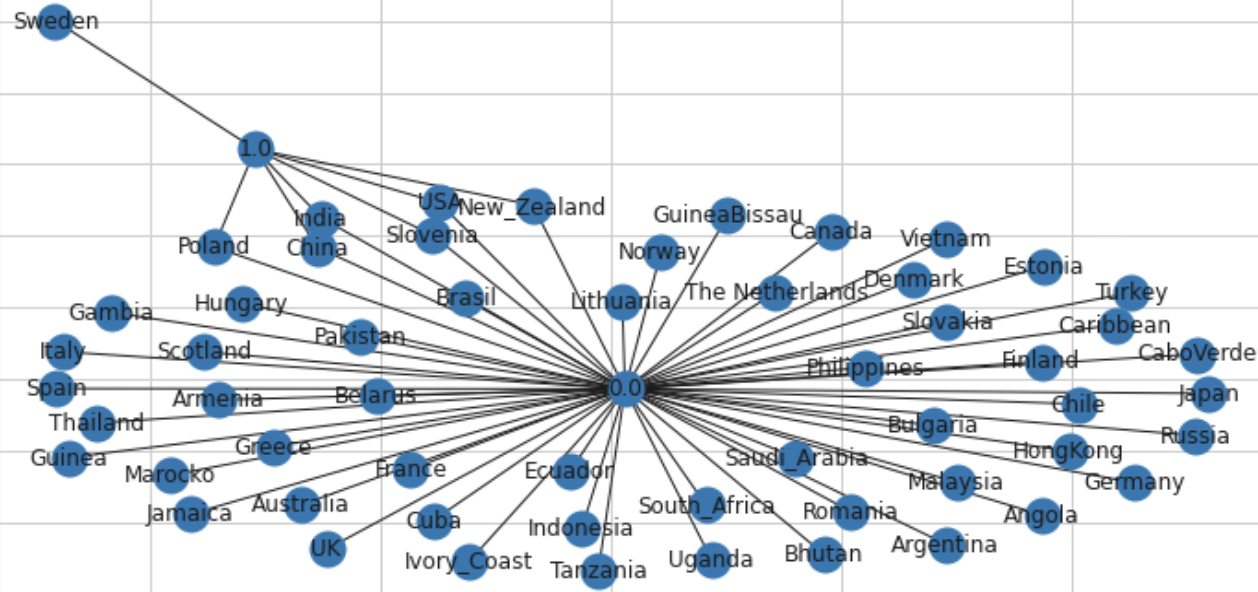 Sweden
1.0
USA
New_Zealand
India
GuineaBissau
Canada
Poland
China
Slovenia
Norway
Vietnam
Estonia
Denmark
Gambia
Hungary
Brasil
Lithuania
The Netherlands
Turkey
Pakistan
Slovakia
Caribbean
Italy
Scotland
Philippines
Finland
CaboVerde
Spain
Armenia
Belarus
0.0
Chile
Japan
Thailand
Bulgaria
Russia
Guinea
Greece
Saudi_Arabia
HongKong
Marocko
France
Ecuador
Malaysia
Germany
Jamaica
Australia
Cuba
Indonesia
South_Africa
Romania
Angola
UK
Ivory_Coast
Tanzania
Uganda
Bhutan
Argentina